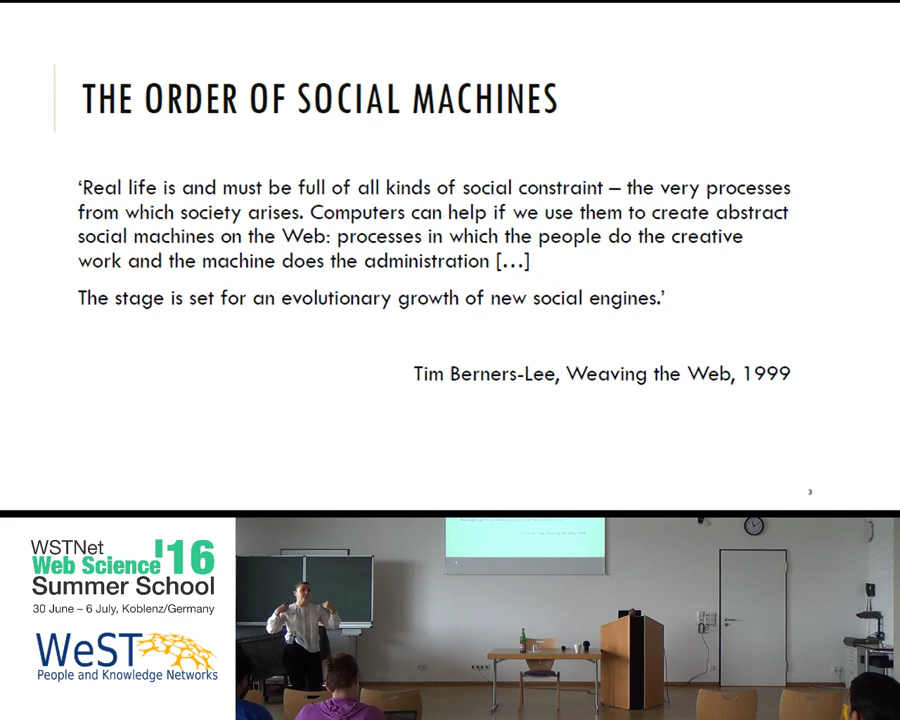 THE ORDER OF SOCIAL MACHINES
‘Real life is and must be full of all kinds of social constraint – the very processes
from which society arises. Computers can help if we use them to create abstract
social machines on the Web: processes in which the people do the creative
work and the machine does the administration […]
The stage is set for an evolutionary growth of new social engines.’
Tim Berners-Lee, Weaving the Web, 1999
3
WSTNet
Web Science '16
Summer School
30 June – 6 July, Koblenz/Germany
WeST
People and Knowledge Networks